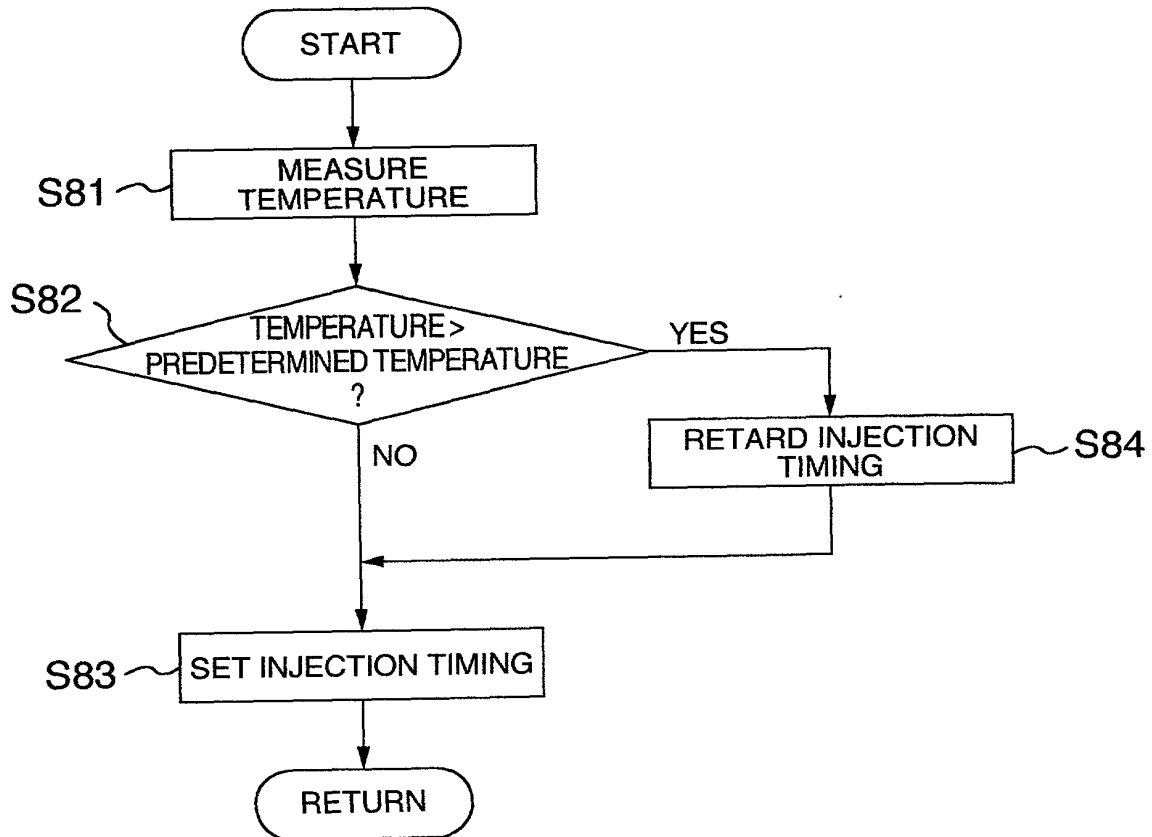 START
MEASURE
TEMPERATURE
S81
S82
TEMPERATURE>
PREDETERMINED TEMPERATURE
?
YES
NO
RETARD INJECTION
TIMING
S84
S83
SET INJECTION TIMING
RETURN